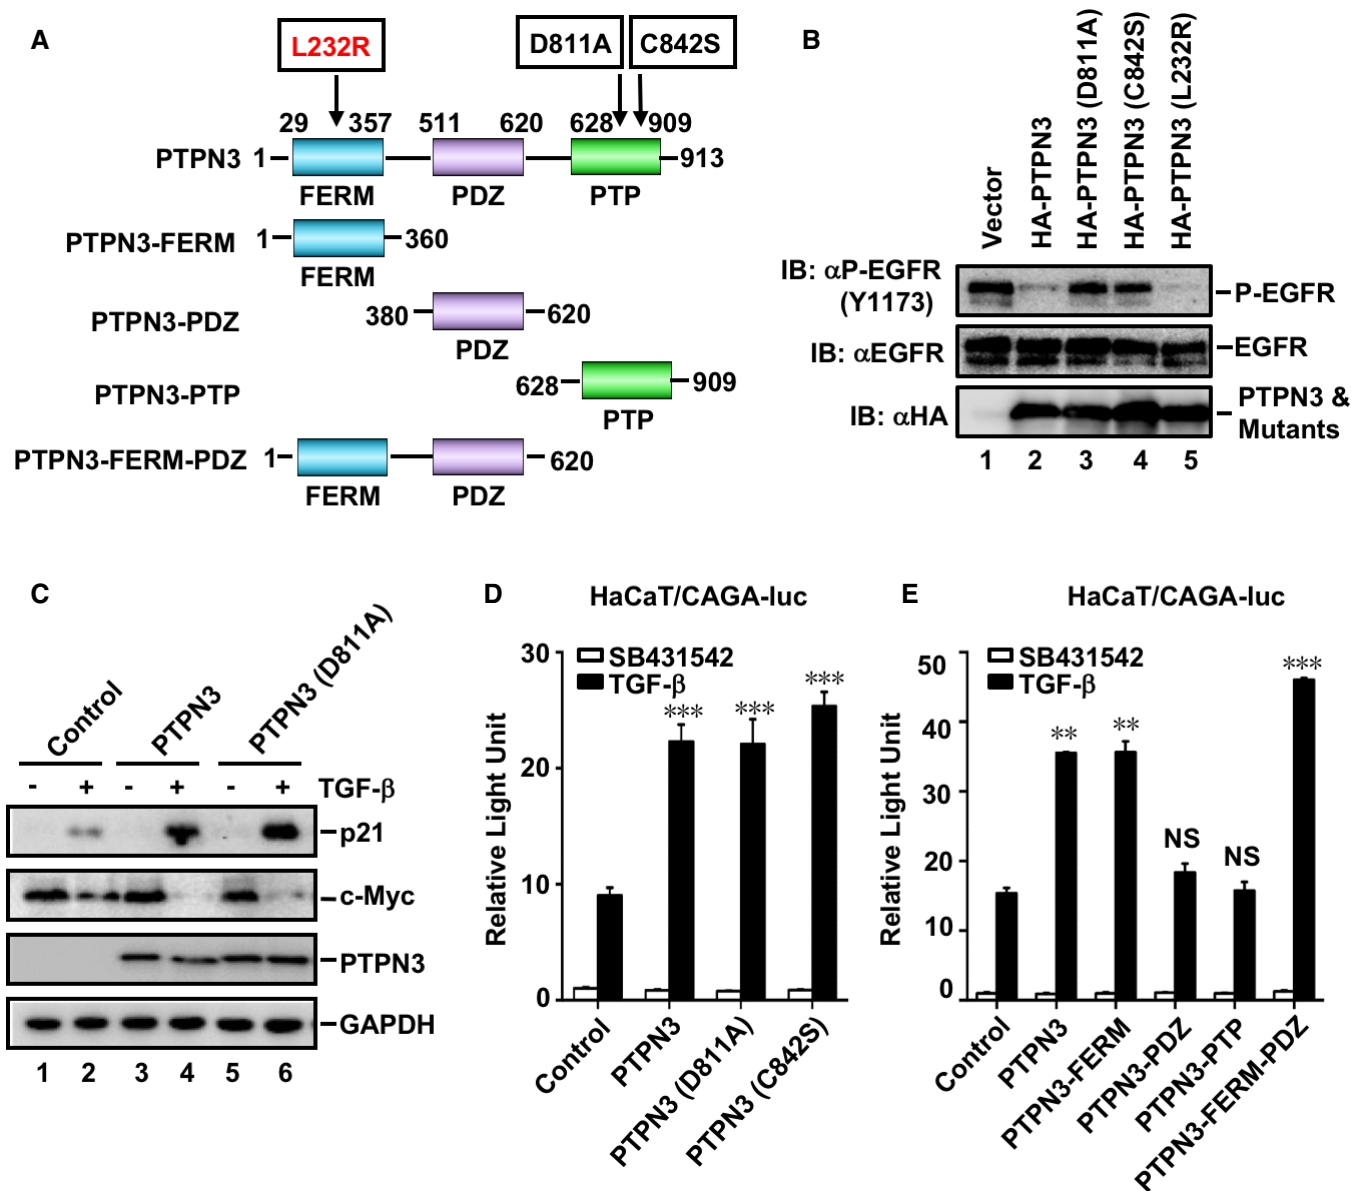 A
L232R
D811A
C842S
29 357 511 620 628 909
PTPN3 1 913
FERM PDZ PTP
PTPN3-FERM 1 360
FERM
PTPN3-PDZ 380 620
PDZ
PTPN3-PTP 628 909
PTP
PTPN3-FERM-PDZ 1 620
FERM PDZ
B
Vector
HA-PTPN3
HA-PTPN3 (D811A)
HA-PTPN3 (C842S)
HA-PTPN3 (L232R)
IB: αP-EGFR
(Y1173)
P-EGFR
IB: αEGFR
EGFR
IB: αHA
PTPN3 &
Mutants
1 2 3 4 5
C
Control
PTPN3
PTPN3 (D811A)
- + - + - + TGF-β
p21
c-Myc
PTPN3
GAPDH
1 2 3 4 5 6
D
HaCaT/CAGA-luc
SB431542
TGF-β
Relative Light Unit
30
20
10
0
*** *** ***
Control
PTPN3
PTPN3 (D811A)
PTPN3 (C842S)
E
HaCaT/CAGA-luc
SB431542
TGF-β
Relative Light Unit
50
40
30
20
10
0
** ** NS NS ***
Control
PTPN3
PTPN3-FERM
PTPN3-PDZ
PTPN3-PTP
PTPN3-FERM-PDZ